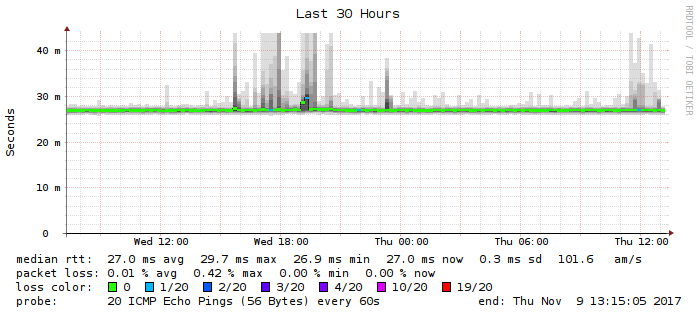 Last 30 Hours
RRDTOOL / TOBI OETIKER
Seconds
40 m
30 m
20 m
10 m
0
Wed 12:00 Wed 18:00 Thu 00:00 Thu 06:00 Thu 12:00
median rtt: 27.0 ms avg 29.7 ms max 26.9 ms min 27.0 ms now 0.3 ms sd 101.6 am/s
packet loss: 0.01 % avg 0.42 % max 0.00 % min 0.00 % now
loss color: 0 1/20 2/20 3/20 4/20 10/20 19/20
probe: 20 ICMP Echo Pings (56 Bytes) every 60s end: Thu Nov 9 13:15:05 2017